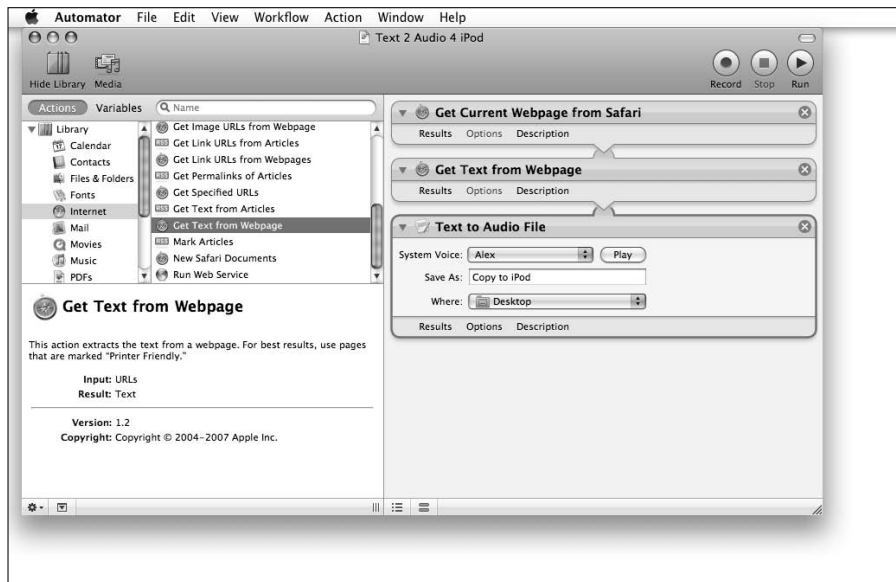 Automator File Edit View Workflow Action Window Help
Text 2 Audio 4 iPod
Hide Library Media
Record Stop Run
Actions Variables Name
Library
Calendar
Contacts
Files & Folders
Fonts
Internet
Mail
Movies
Music
PDFs
Get Image URLs from Webpage
RSS Get Link URLs from Articles
Get Link URLs from Webpages
RSS Get Permalinks of Articles
Get Specified URLs
RSS Get Text from Articles
Get Text from Webpage
RSS Mark Articles
New Safari Documents
Run Web Service
Get Text from Webpage
This action extracts the text from a webpage. For best results, use pages
that are marked "Printer Friendly."
Input: URLs
Result: Text
Version: 1.2
Copyright: Copyright © 2004–2007 Apple Inc.
Get Current Webpage from Safari
Results Options Description
Get Text from Webpage
Results Options Description
Text to Audio File
System Voice: Alex Play
Save As: Copy to iPod
Where: Desktop
Results Options Description